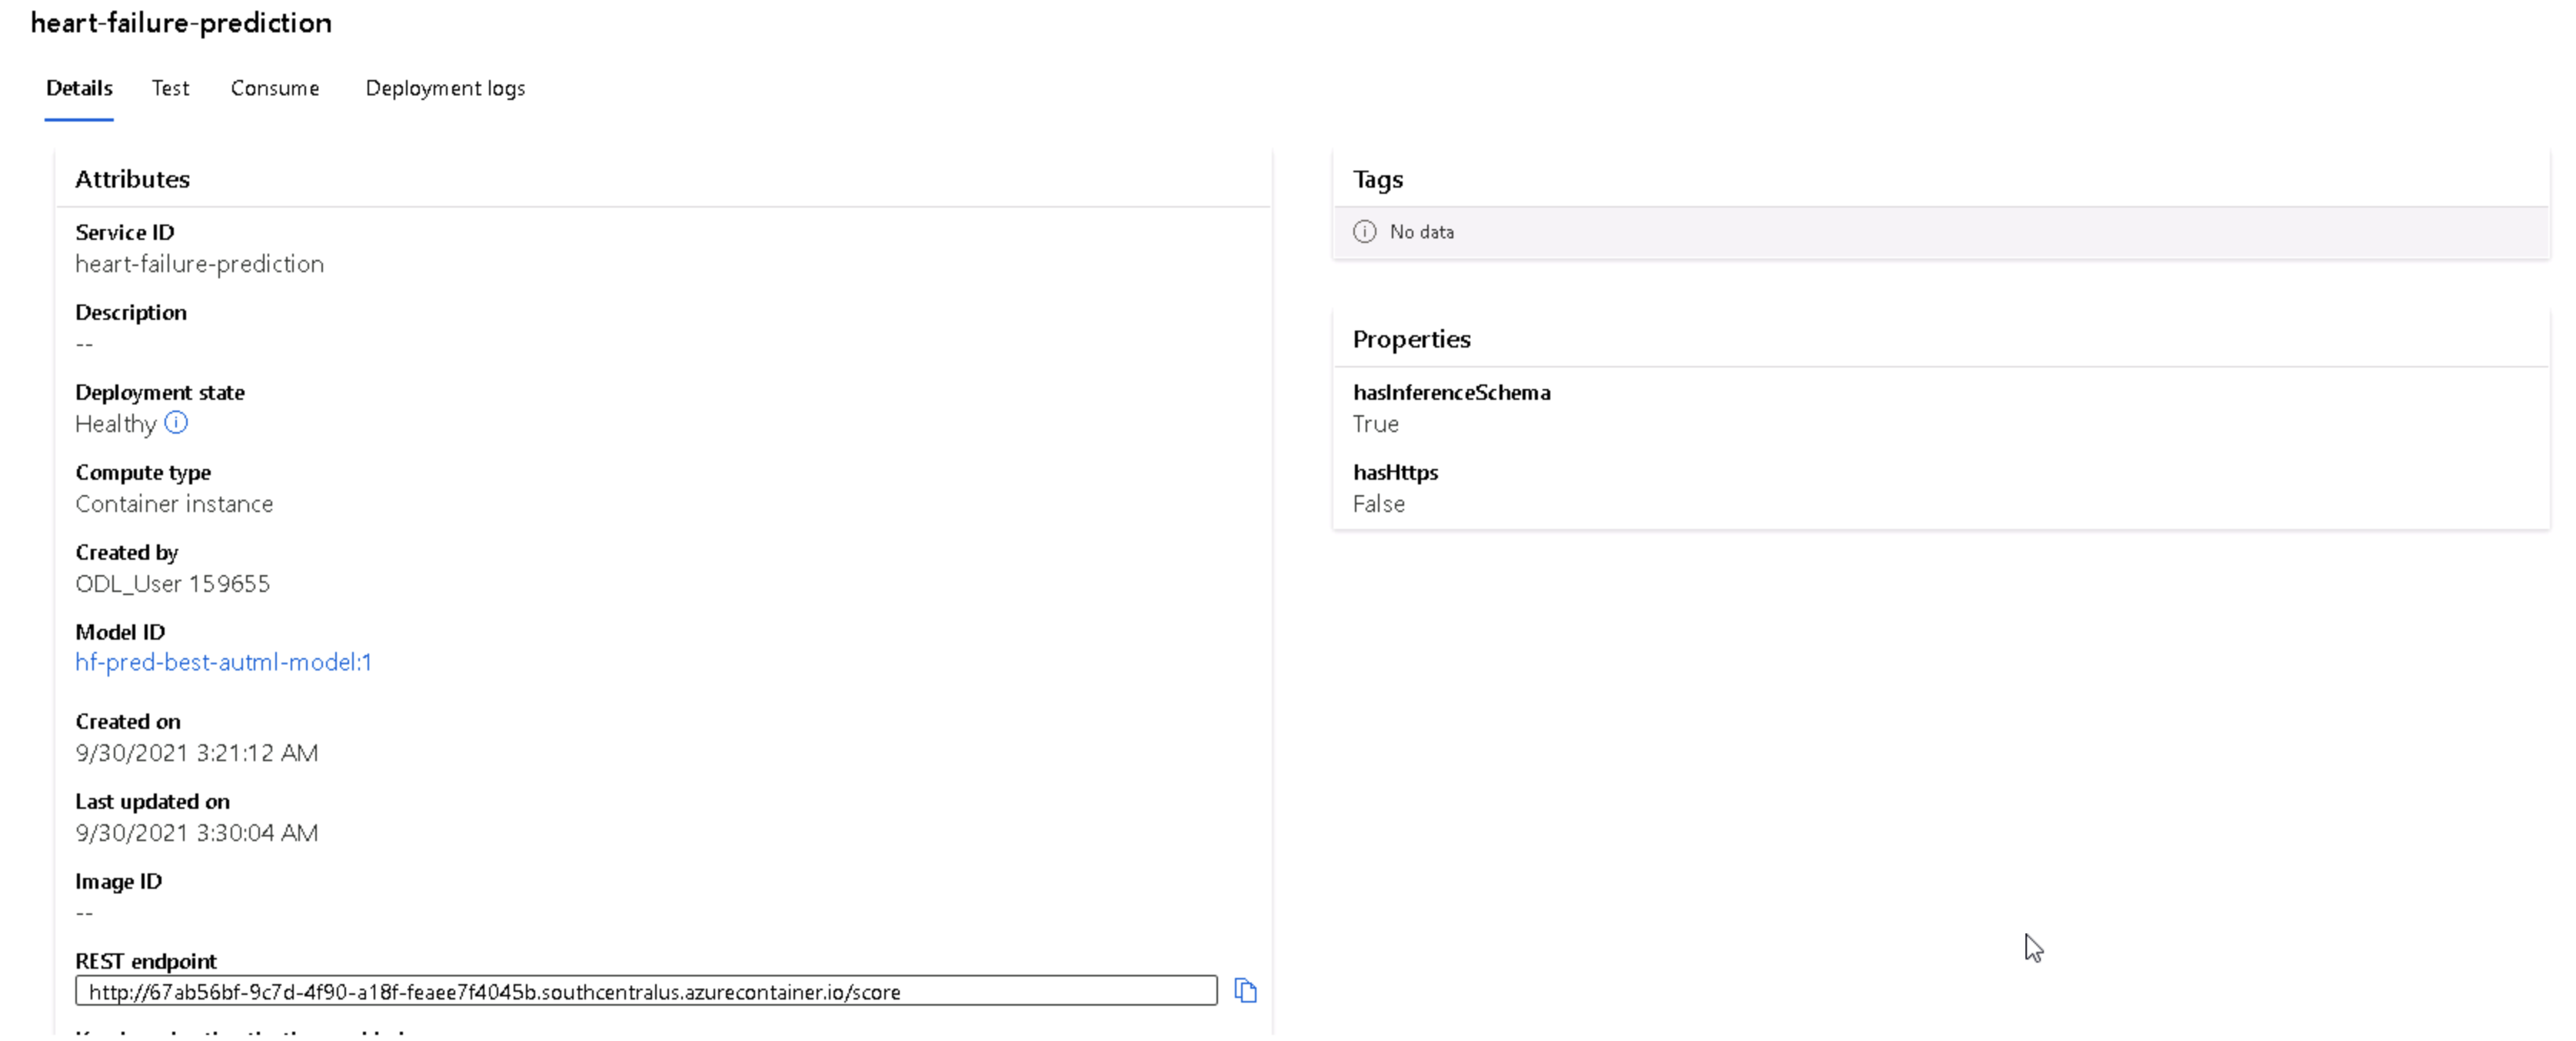 heart-failure-prediction
Details Test Consume Deployment logs
Attributes
Service ID
heart-failure-prediction
Description
--
Deployment state
Healthy
Compute type
Container instance
Created by
ODL_User 159655
Model ID
hf-pred-best-autml-model:1
Created on
9/30/2021 3:21:12 AM
Last updated on
9/30/2021 3:30:04 AM
Image ID
--
REST endpoint
http://67ab56bf-9c7d-4f90-a18f-feaee7f4045b.southcentralus.azurecontainer.io/score
Tags
No data
Properties
hasInferenceSchema
True
hasHttps
False